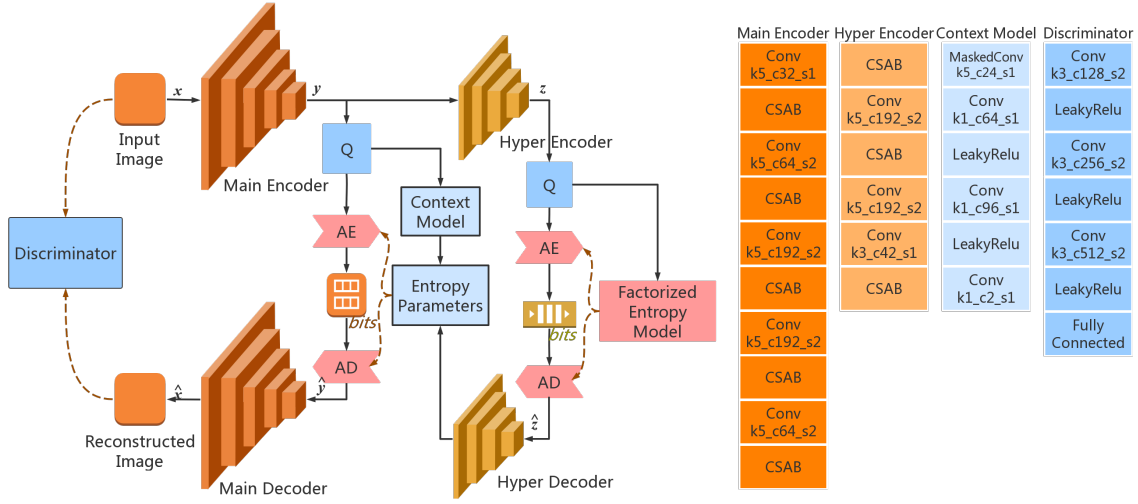 x
Input
Image
Main Encoder
y
Q
Context
Model
AE
bits
Entropy
Parameters
AD
ŷ
Discriminator
x̂
Reconstructed
Image
Main Decoder
Hyper Encoder
z
Q
AE
bits
Factorized
Entropy
Model
AD
ẑ
Hyper Decoder
Main Encoder
Conv
k5_c32_s1
CSAB
Conv
k5_c64_s2
CSAB
Conv
k5_c192_s2
CSAB
Conv
k5_c192_s2
CSAB
Conv
k5_c64_s2
CSAB
Hyper Encoder
CSAB
Conv
k5_c192_s2
CSAB
Conv
k5_c192_s2
Conv
k3_c42_s1
CSAB
Context Model
MaskedConv
k5_c24_s1
Conv
k1_c64_s1
LeakyRelu
Conv
k1_c96_s1
LeakyRelu
Conv
k1_c2_s1
Discriminator
Conv
k3_c128_s2
LeakyRelu
Conv
k3_c256_s2
LeakyRelu
Conv
k3_c512_s2
LeakyRelu
Fully
Connected